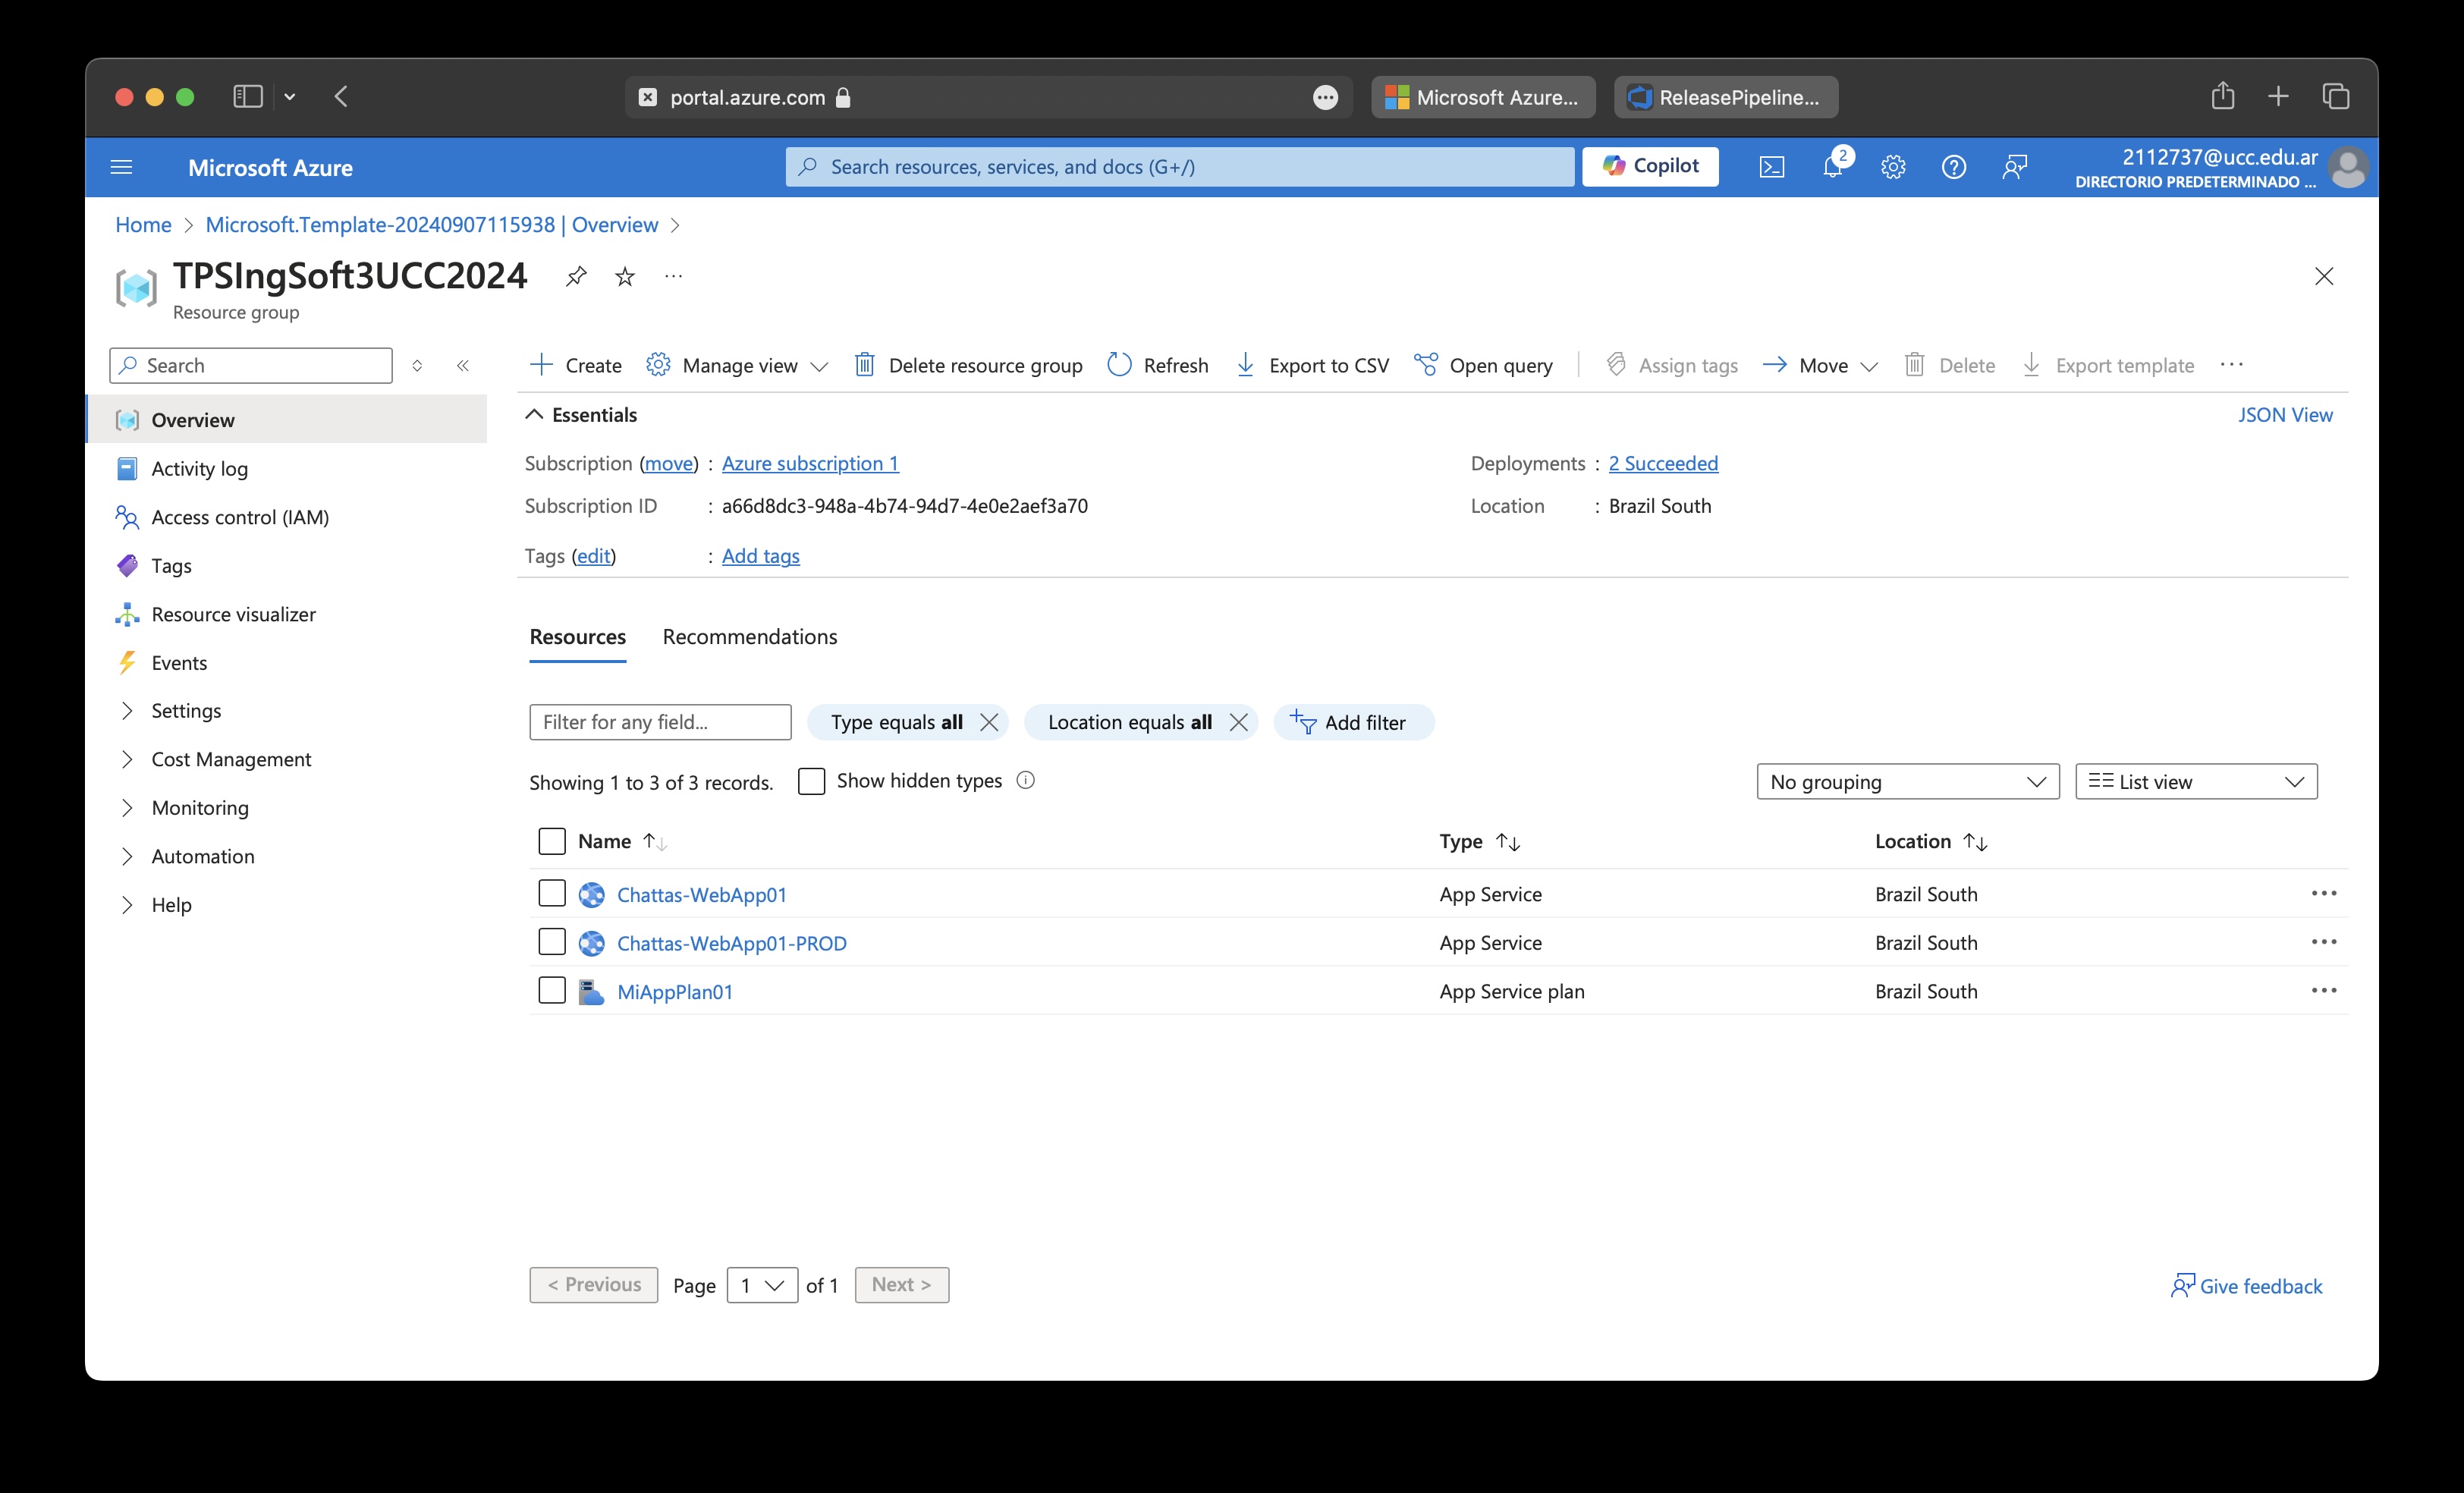 portal.azure.com
Microsoft Azure...
ReleasePipeline...
Microsoft Azure
Search resources, services, and docs (G+/)
Copilot
2
2112737@ucc.edu.ar
DIRECTORIO PREDETERMINADO ...
Home > Microsoft.Template-20240907115938 | Overview >
TPSIngSoft3UCC2024
Resource group
Search
Create
Manage view
Delete resource group
Refresh
Export to CSV
Open query
Assign tags
Move
Delete
Export template
Overview
Activity log
Access control (IAM)
Tags
Resource visualizer
Events
Settings
Cost Management
Monitoring
Automation
Help
Essentials
JSON View
Subscription (move) : Azure subscription 1
Deployments : 2 Succeeded
Subscription ID : a66d8dc3-948a-4b74-94d7-4e0e2aef3a70
Location : Brazil South
Tags (edit) : Add tags
Resources
Recommendations
Filter for any field...
Type equals all
Location equals all
Add filter
Showing 1 to 3 of 3 records.
Show hidden types
No grouping
List view
Name Type Location
Chattas-WebApp01 App Service Brazil South
Chattas-WebApp01-PROD App Service Brazil South
MiAppPlan01 App Service plan Brazil South
< Previous Page 1 of 1 Next >
Give feedback